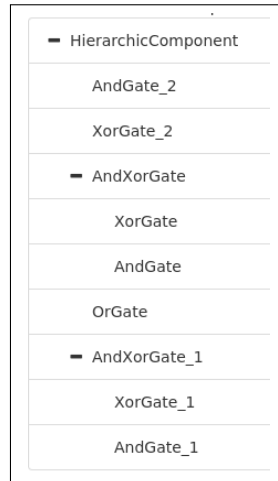 HierarchicComponent
AndGate_2
XorGate_2
AndXorGate
XorGate
AndGate
OrGate
AndXorGate_1
XorGate_1
AndGate_1